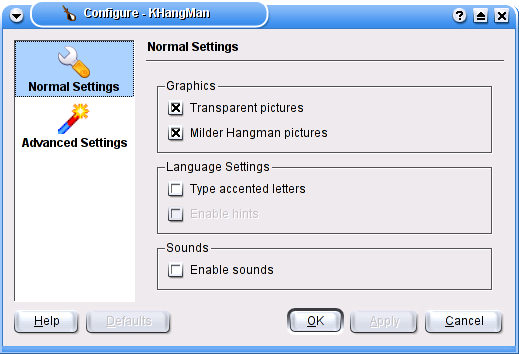 Configure - KHangMan
Normal Settings
Normal Settings
Advanced Settings
Graphics
Transparent pictures
Milder Hangman pictures
Language Settings
Type accented letters
Enable hints
Sounds
Enable sounds
Help
Defaults
OK
Apply
Cancel